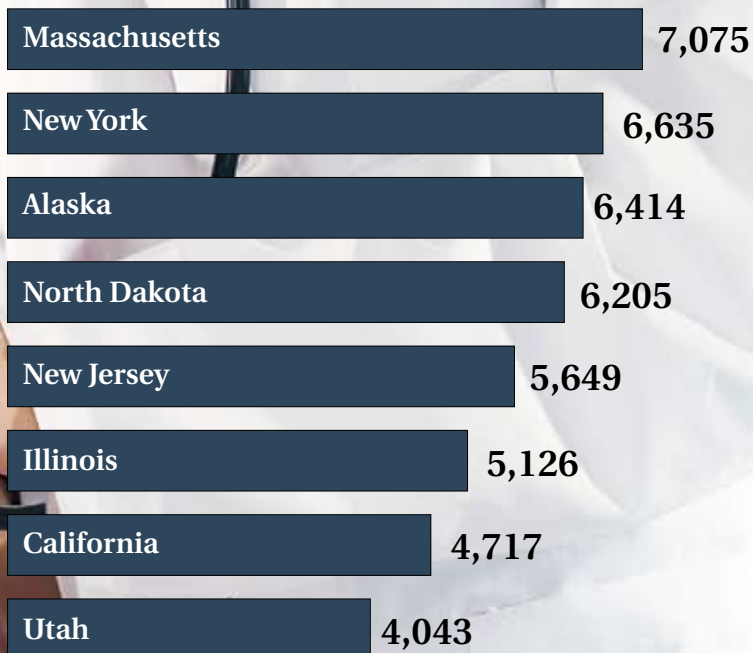 Massachusetts 7,075
New York 6,635
Alaska 6,414
North Dakota 6,205
New Jersey 5,649
Illinois 5,126
California 4,717
Utah 4,043